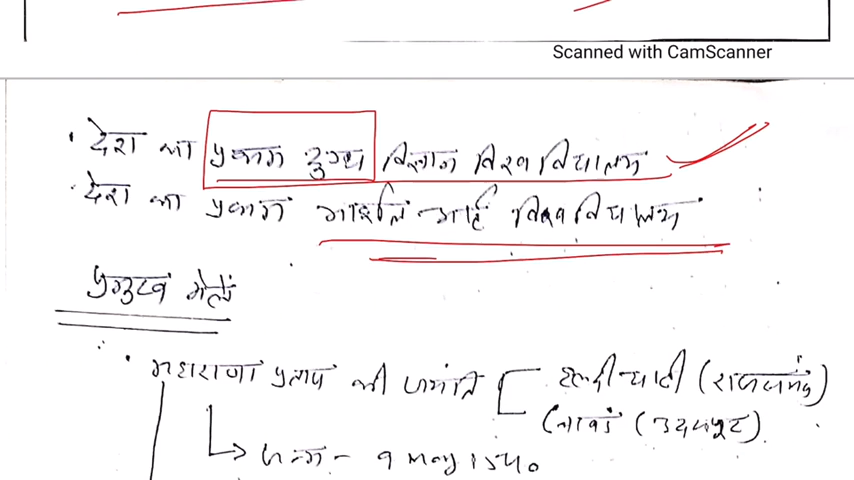 Scanned with CamScanner
• देश का प्रथम दुग्ध विज्ञान विश्वविद्यालय
• देश का प्रथम विश्वविद्यालय
प्रमुख मेले
• महाराणा प्रताप की जयंति [ हल्दीघाटी (राजसमंद)
(उदयपुर)
↳ जन्म - 9 May 1540